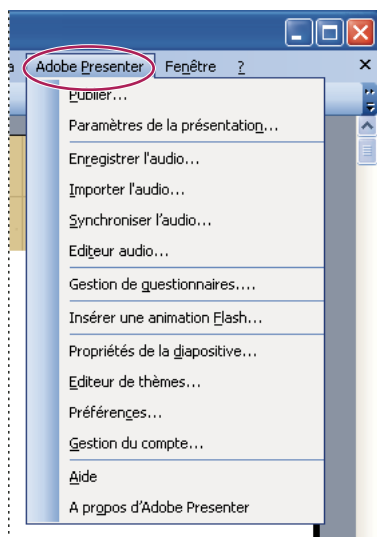 Adobe Presenter Fenêtre ?
Publier...
Paramètres de la présentation...
Enregistrer l'audio...
Importer l'audio...
Synchroniser l’audio...
Editeur audio...
Gestion de questionnaires....
Insérer une animation Flash...
Propriétés de la diapositive...
Editeur de thèmes...
Préférences...
Gestion du compte...
Aide
A propos d’Adobe Presenter